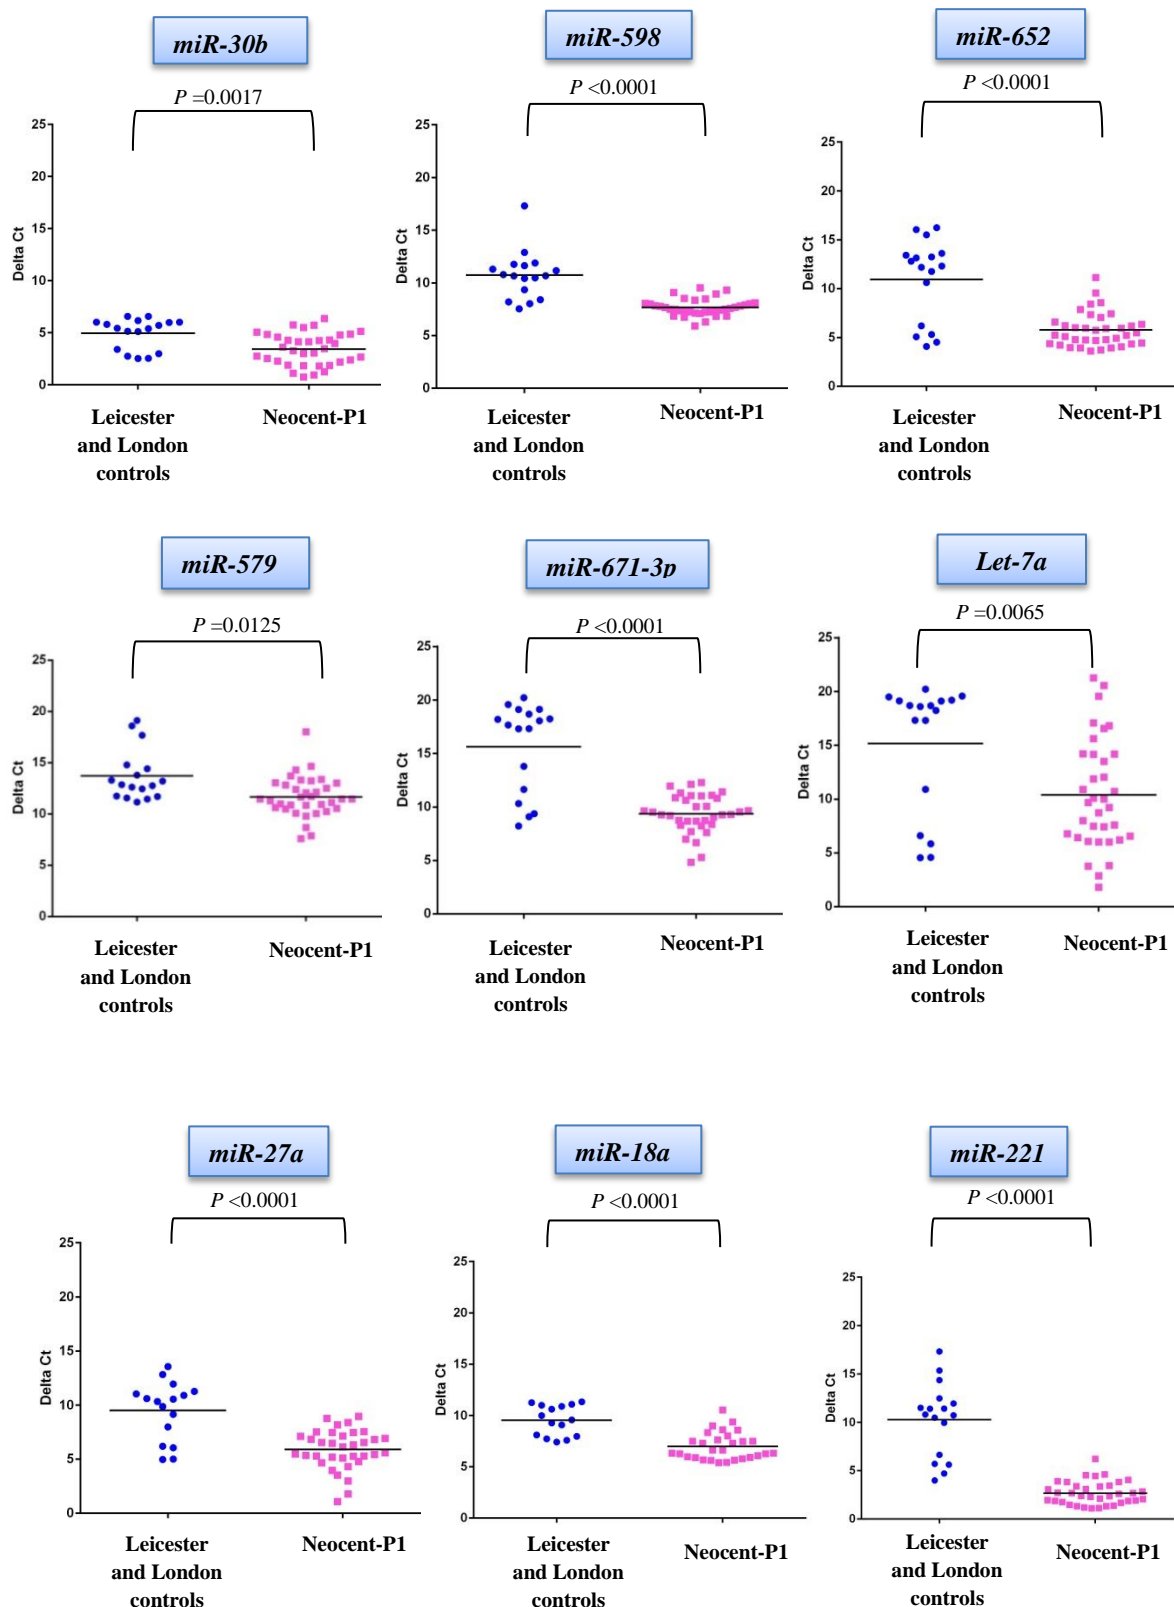 miR-30b
P =0.0017
25
20
15
10
5
0
Delta Ct
Leicester
and London
controls
Neocent-P1
miR-598
P <0.0001
25
20
15
10
5
0
Delta Ct
Leicester
and London
controls
Neocent-P1
miR-652
P <0.0001
25
20
15
10
5
0
Delta Ct
Leicester
and London
controls
Neocent-P1
miR-579
P =0.0125
25
20
15
10
5
0
Delta Ct
Leicester
and London
controls
Neocent-P1
miR-671-3p
P <0.0001
25
20
15
10
5
0
Delta Ct
Leicester
and London
controls
Neocent-P1
Let-7a
P =0.0065
25
20
15
10
5
0
Delta Ct
Leicester
and London
controls
Neocent-P1
miR-27a
P <0.0001
25
20
15
10
5
0
Delta Ct
Leicester
and London
controls
Neocent-P1
miR-18a
P <0.0001
25
20
15
10
5
0
Delta Ct
Leicester
and London
controls
Neocent-P1
miR-221
P <0.0001
25
20
15
10
5
0
Delta Ct
Leicester
and London
controls
Neocent-P1